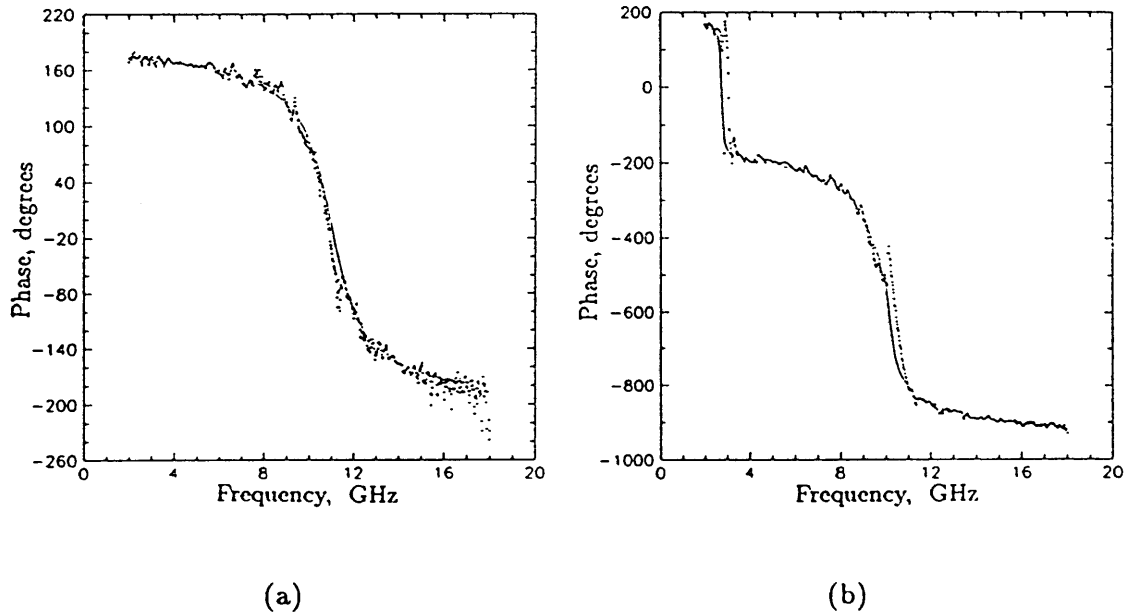 220
160
100
40
-20
-80
-140
-200
-260
Phase, degrees
0 4 8 12 16 20
Frequency, GHz
(a)
200
0
-200
-400
-600
-800
-1000
Phase, degrees
0 4 8 12 16 20
Frequency, GHz
(b)